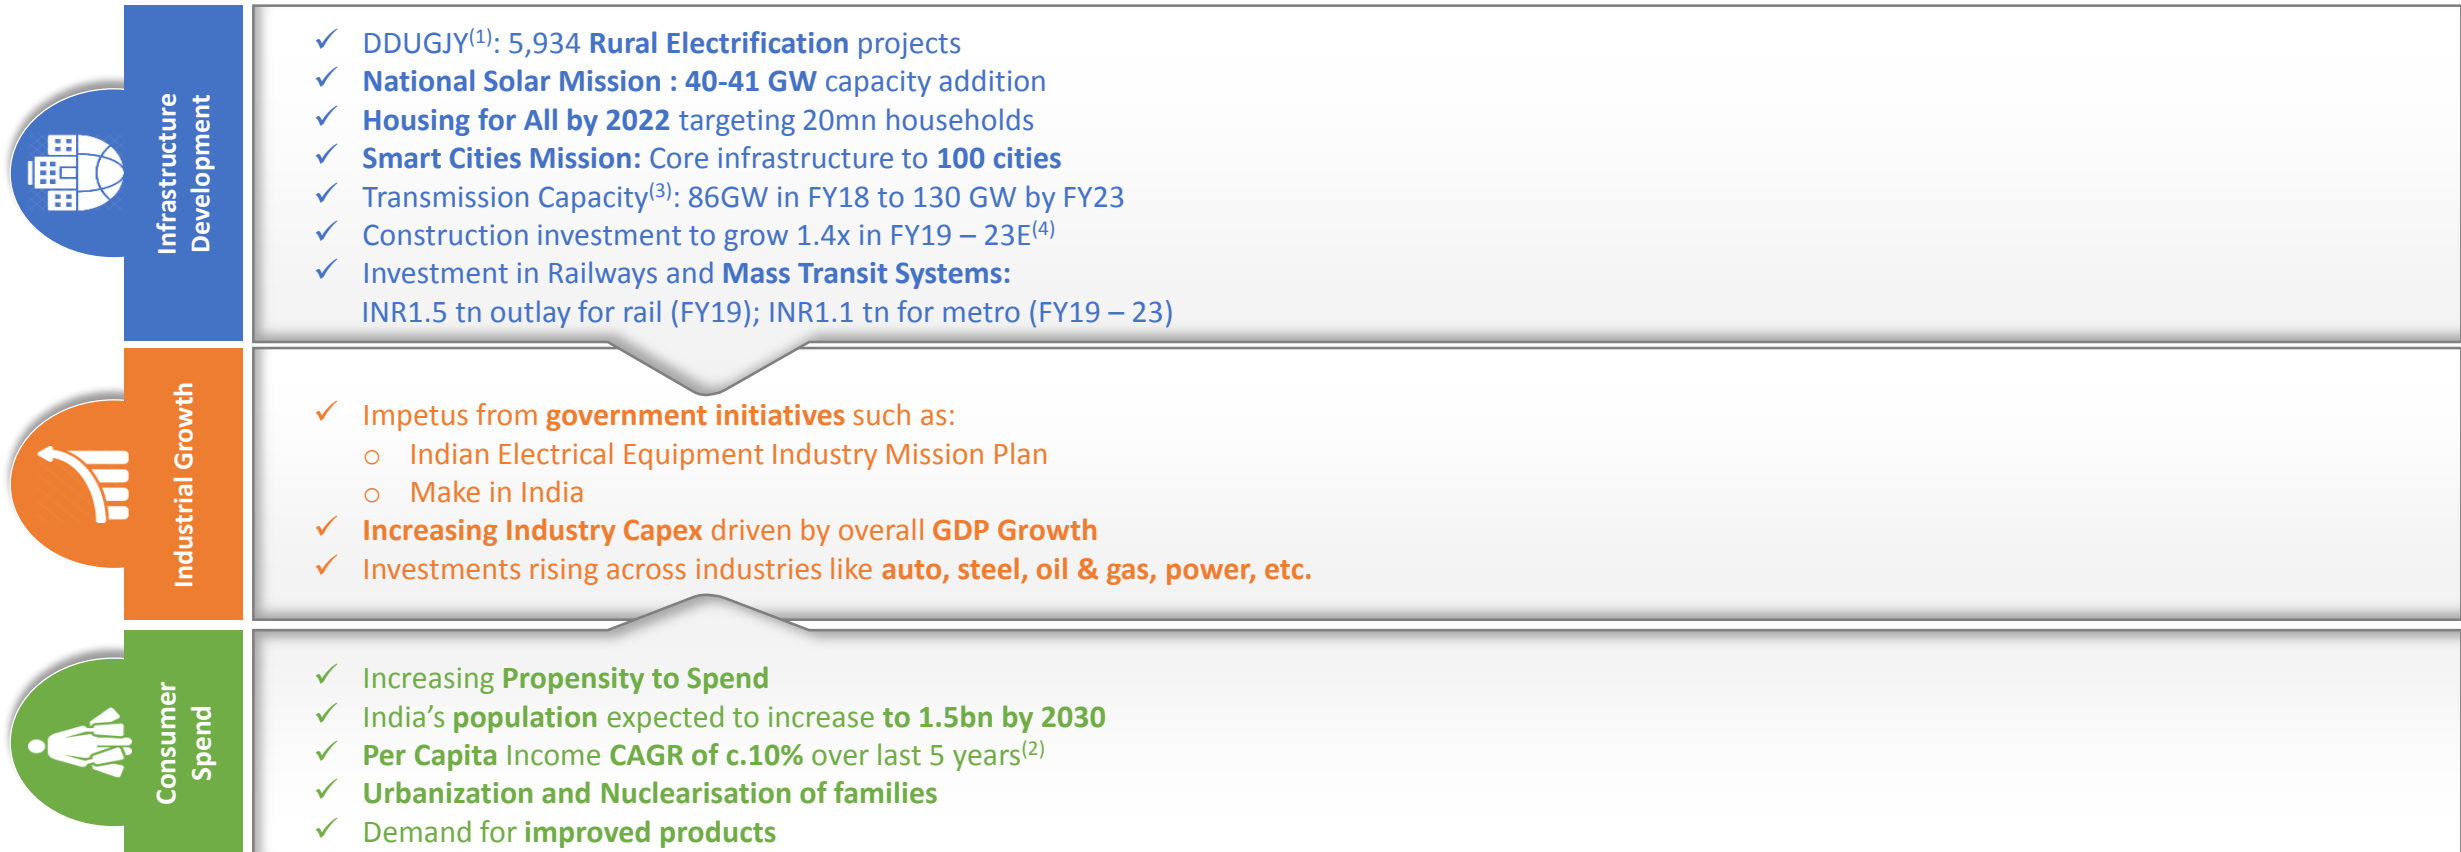 Infrastructure
Development
✓ DDUGJY(1): 5,934 Rural Electrification projects
✓ National Solar Mission : 40-41 GW capacity addition
✓ Housing for All by 2022 targeting 20mn households
✓ Smart Cities Mission: Core infrastructure to 100 cities
✓ Transmission Capacity(3): 86GW in FY18 to 130 GW by FY23
✓ Construction investment to grow 1.4x in FY19 – 23E(4)
✓ Investment in Railways and Mass Transit Systems:
INR1.5 tn outlay for rail (FY19); INR1.1 tn for metro (FY19 – 23)
Industrial Growth
✓ Impetus from government initiatives such as:
o Indian Electrical Equipment Industry Mission Plan
o Make in India
✓ Increasing Industry Capex driven by overall GDP Growth
✓ Investments rising across industries like auto, steel, oil & gas, power, etc.
Consumer
Spend
✓ Increasing Propensity to Spend
✓ India’s population expected to increase to 1.5bn by 2030
✓ Per Capita Income CAGR of c.10% over last 5 years(2)
✓ Urbanization and Nuclearisation of families
✓ Demand for improved products